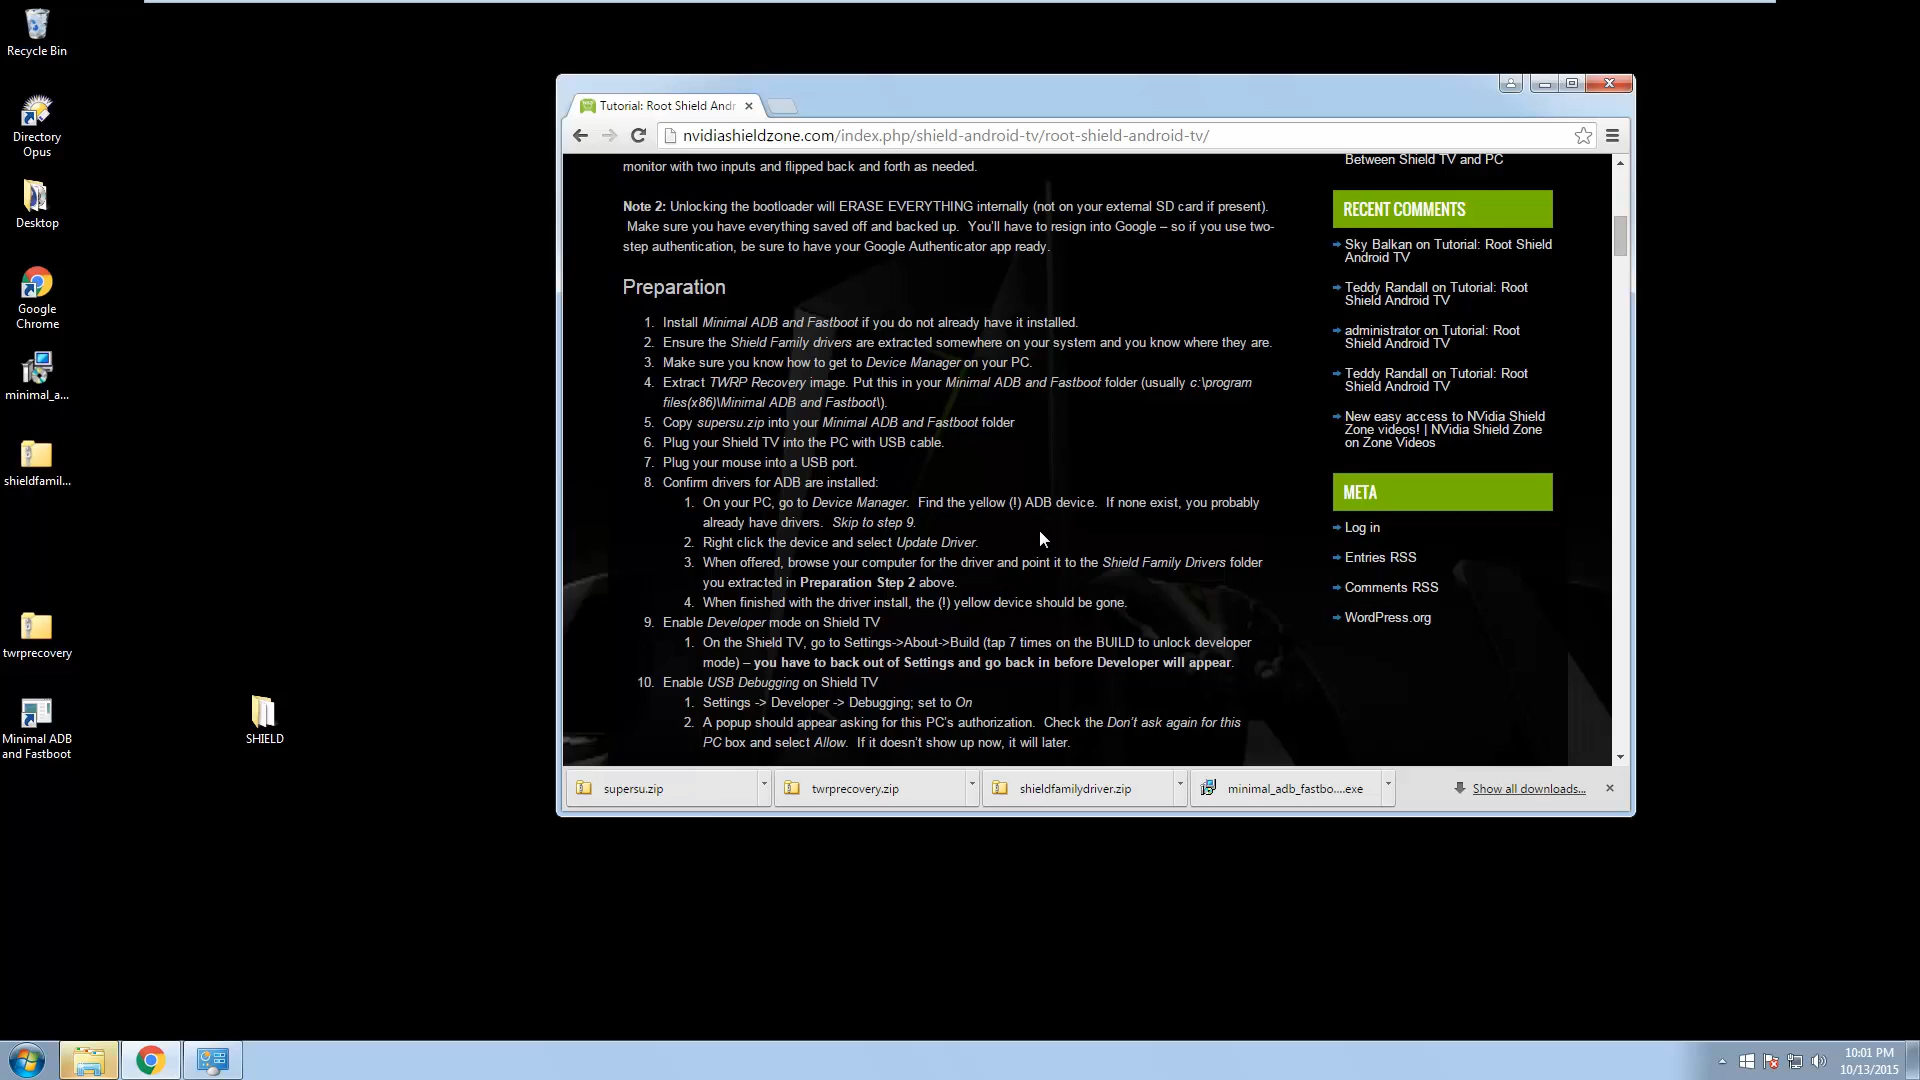 Recycle Bin
Directory
Opus
Desktop
Google
Chrome
minimal_a...
shieldfamil...
twrprecovery
Minimal ADB
and Fastboot
SHIELD
Tutorial: Root Shield Andr
nvidiashieldzone.com/index.php/shield-android-tv/root-shield-android-tv/
monitor with two inputs and flipped back and forth as needed.
Note 2: Unlocking the bootloader will ERASE EVERYTHING internally (not on your external SD card if present).
Make sure you have everything saved off and backed up. You'll have to resign into Google – so if you use two-
step authentication, be sure to have your Google Authenticator app ready.
Preparation
1. Install Minimal ADB and Fastboot if you do not already have it installed.
2. Ensure the Shield Family drivers are extracted somewhere on your system and you know where they are.
3. Make sure you know how to get to Device Manager on your PC.
4. Extract TWRP Recovery image. Put this in your Minimal ADB and Fastboot folder (usually c:\program
files(x86)\Minimal ADB and Fastboot\).
5. Copy supersu.zip into your Minimal ADB and Fastboot folder
6. Plug your Shield TV into the PC with USB cable.
7. Plug your mouse into a USB port.
8. Confirm drivers for ADB are installed:
1. On your PC, go to Device Manager. Find the yellow (!) ADB device. If none exist, you probably
already have drivers. Skip to step 9.
2. Right click the device and select Update Driver.
3. When offered, browse your computer for the driver and point it to the Shield Family Drivers folder
you extracted in Preparation Step 2 above.
4. When finished with the driver install, the (!) yellow device should be gone.
9. Enable Developer mode on Shield TV
1. On the Shield TV, go to Settings->About->Build (tap 7 times on the BUILD to unlock developer
mode) – you have to back out of Settings and go back in before Developer will appear.
10. Enable USB Debugging on Shield TV
1. Settings -> Developer -> Debugging; set to On
2. A popup should appear asking for this PC's authorization. Check the Don't ask again for this
PC box and select Allow. If it doesn't show up now, it will later.
Between Shield TV and PC
RECENT COMMENTS
Sky Balkan on Tutorial: Root Shield
Android TV
Teddy Randall on Tutorial: Root
Shield Android TV
administrator on Tutorial: Root
Shield Android TV
Teddy Randall on Tutorial: Root
Shield Android TV
New easy access to NVidia Shield
Zone videos! | NVidia Shield Zone
on Zone Videos
META
Log in
Entries RSS
Comments RSS
WordPress.org
supersu.zip
twrprecovery.zip
shieldfamilydriver.zip
minimal_adb_fastbo....exe
Show all downloads...
10:01 PM
10/13/2015